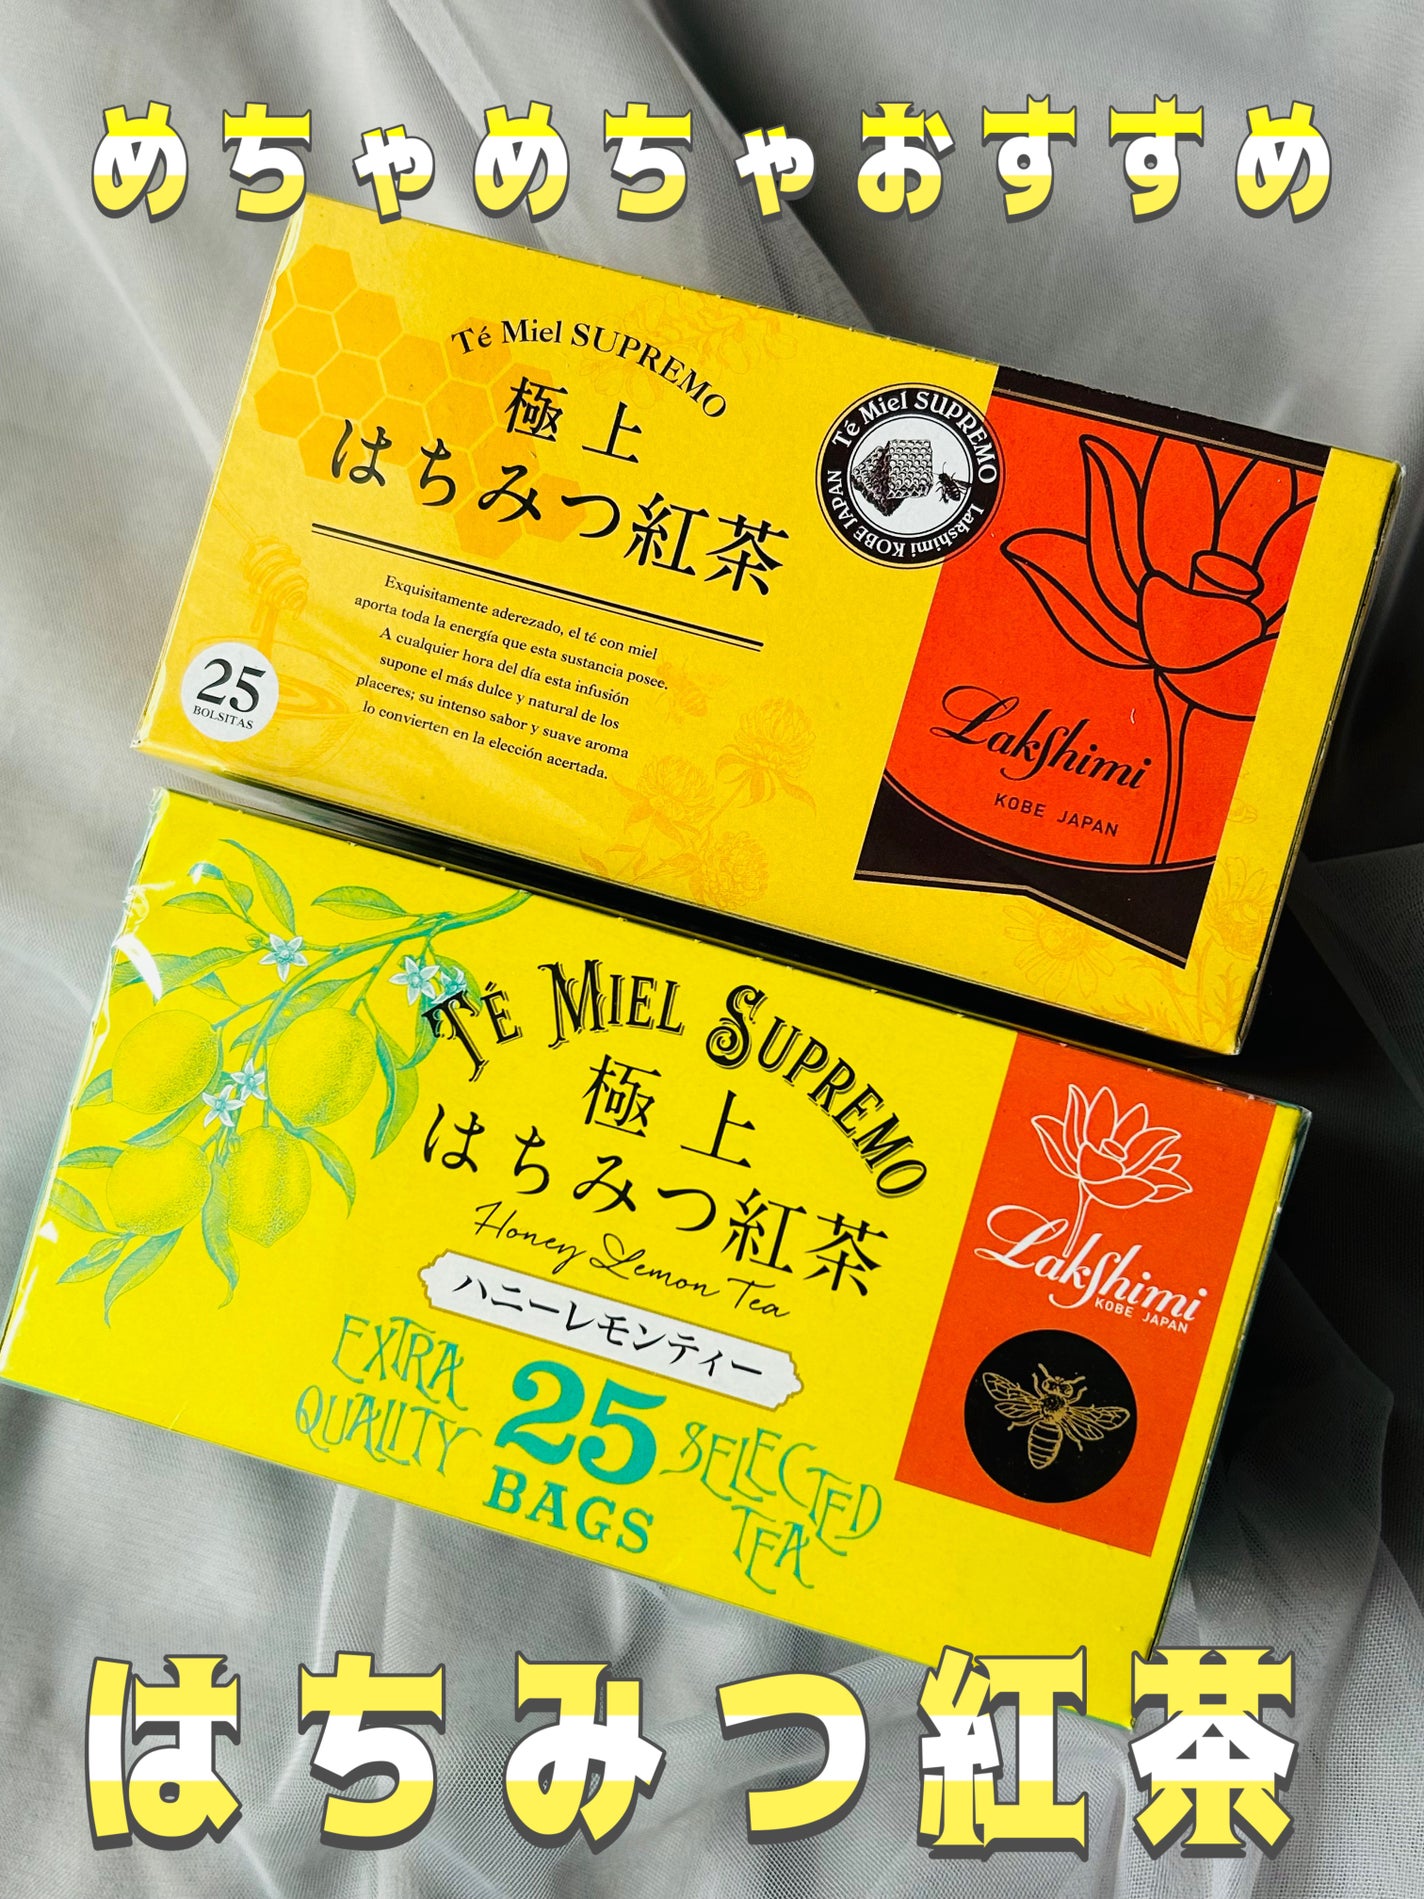 めちゃめちゃおすすめ
Té Miel SUPREMO
極上
はちみつ紅茶
Exquisitamente aderezado, el té con miel
aporta toda la energía que esta sustancia posee.
A cualquier hora del día esta infusión
supone el más dulce y natural de los
placeres; su intenso sabor y suave aroma
lo convierten en la elección acertada.
25
BOLSITAS
Té Miel SUPREMO
Lakshimi KOBE JAPAN
Lakshimi
KOBE JAPAN
TÉ MIEL SUPREMO
極上
はちみつ紅茶
Honey Lemon Tea
ハニーレモンティー
EXTRA
QUALITY
25
BAGS
SELECTED
TEA
Lakshimi
KOBE JAPAN
はちみつ紅茶